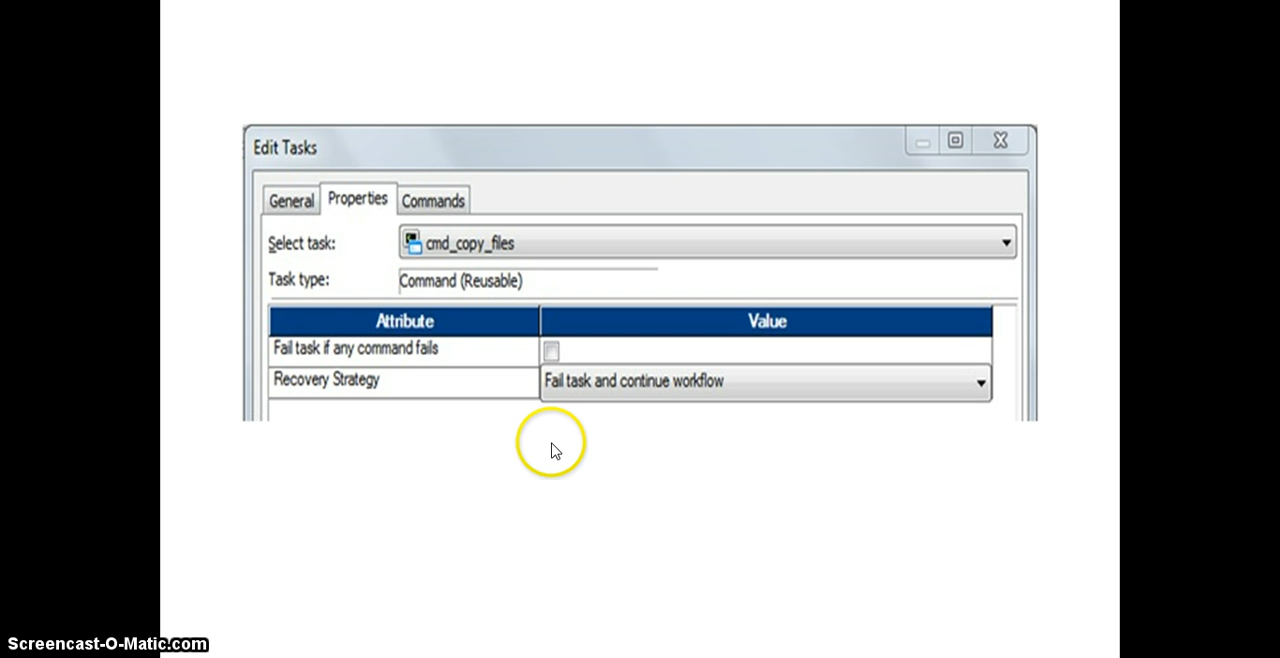 Edit Tasks
General Properties Commands
Select task: cmd_copy_files
Task type: Command (Reusable)
Attribute Value
Fail task if any command fails
Recovery Strategy Fail task and continue workflow
Screencast-O-Matic.com